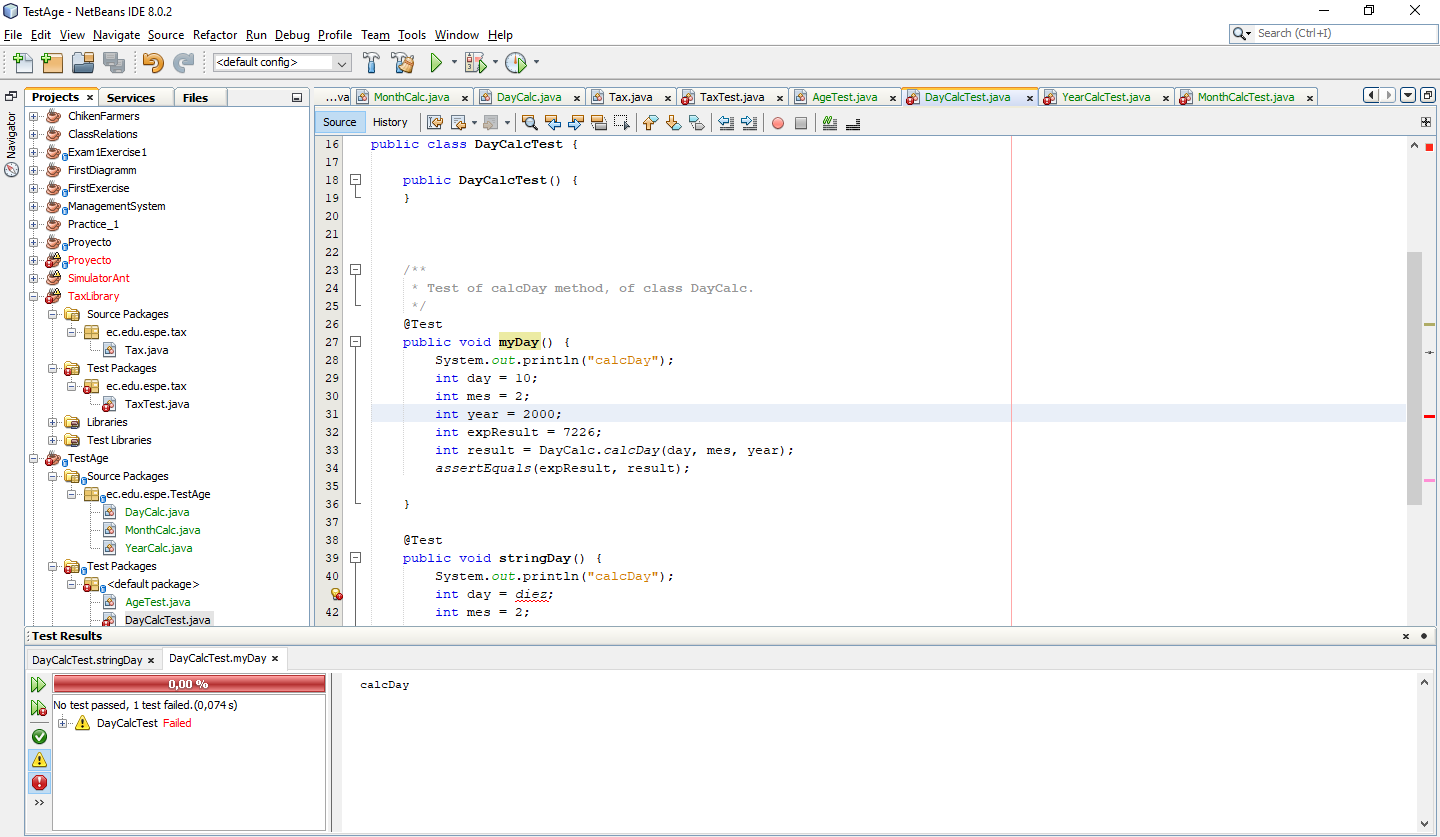 TestAge - NetBeans IDE 8.0.2
File Edit View Navigate Source Refactor Run Debug Profile Team Tools Window Help
Search (Ctrl+I)
<default config>
Projects Services Files
Navigator
ChikenFarmers
ClassRelations
Exam1Exercise1
FirstDiagramm
FirstExercise
ManagementSystem
Practice_1
Proyecto
Proyecto
SimulatorAnt
TaxLibrary
Source Packages
ec.edu.espe.tax
Tax.java
Test Packages
ec.edu.espe.tax
TaxTest.java
Libraries
Test Libraries
TestAge
Source Packages
ec.edu.espe.TestAge
DayCalc.java
MonthCalc.java
YearCalc.java
Test Packages
<default package>
AgeTest.java
DayCalcTest.java
...va MonthCalc.java DayCalc.java Tax.java TaxTest.java AgeTest.java DayCalcTest.java YearCalcTest.java MonthCalcTest.java
Source History
16 public class DayCalcTest {
17
18 public DayCalcTest() {
19 }
20
21
22
23 /**
24 * Test of calcDay method, of class DayCalc.
25 */
26 @Test
27 public void myDay() {
28 System.out.println("calcDay");
29 int day = 10;
30 int mes = 2;
31 int year = 2000;
32 int expResult = 7226;
33 int result = DayCalc.calcDay(day, mes, year);
34 assertEquals(expResult, result);
35
36 }
37
38 @Test
39 public void stringDay() {
40 System.out.println("calcDay");
int day = diez;
42 int mes = 2;
Test Results
DayCalcTest.stringDay DayCalcTest.myDay
0,00 %
No test passed, 1 test failed.(0,074 s)
DayCalcTest Failed
calcDay